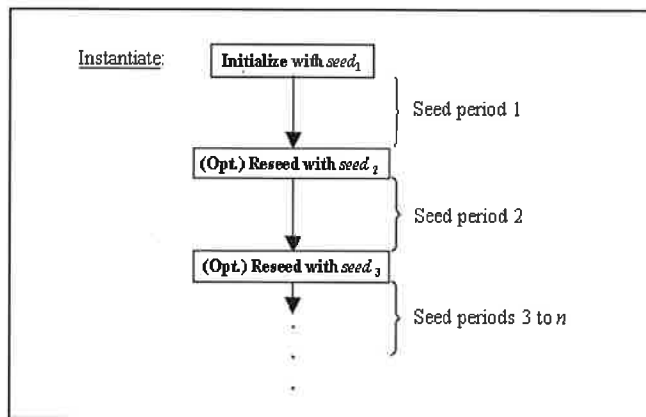 Instantiate: Initialize with seed₁
Seed period 1
(Opt.) Reseed with seed₂
Seed period 2
(Opt.) Reseed with seed₃
Seed periods 3 to n